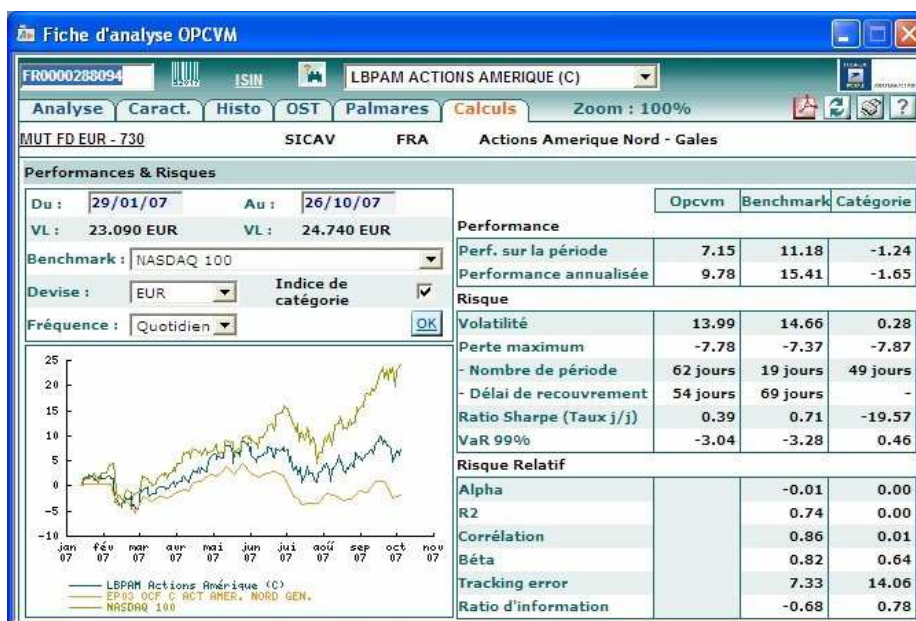 Fiche d'analyse OPCVM
FR0000288094 ISIN LBPAM ACTIONS AMERIQUE (C)
Analyse Caract. Histo OST Palmares Calculs Zoom : 100%
MUT FD EUR - 730 SICAV FRA Actions Amerique Nord - Gales
Performances & Risques
Du : 29/01/07 Au : 26/10/07
VL : 23.090 EUR VL : 24.740 EUR
Benchmark : NASDAQ 100
Devise : EUR Indice de catégorie
Fréquence : Quotidien OK
Opcvm Benchmark Catégorie
Performance
Perf. sur la période 7.15 11.18 -1.24
Performance annualisée 9.78 15.41 -1.65
Risque
Volatilité 13.99 14.66 0.28
Perte maximum -7.78 -7.37 -7.87
- Nombre de période 62 jours 19 jours 49 jours
- Délai de recouvrement 54 jours 69 jours -
Ratio Sharpe (Taux j/j) 0.39 0.71 -19.57
VaR 99% -3.04 -3.28 0.46
Risque Relatif
Alpha -0.01 0.00
R2 0.74 0.00
Corrélation 0.86 0.01
Béta 0.82 0.64
Tracking error 7.33 14.06
Ratio d'information -0.68 0.78
25
20
15
10
5
0
-5
-10
jan fév mar avr mai jun jui aoû sep oct nov
07 07 07 07 07 07 07 07 07 07 07
LBPAM Actions Amérique (C)
EP03 OCF C ACT AMER. NORD GEN.
NASDAQ 100